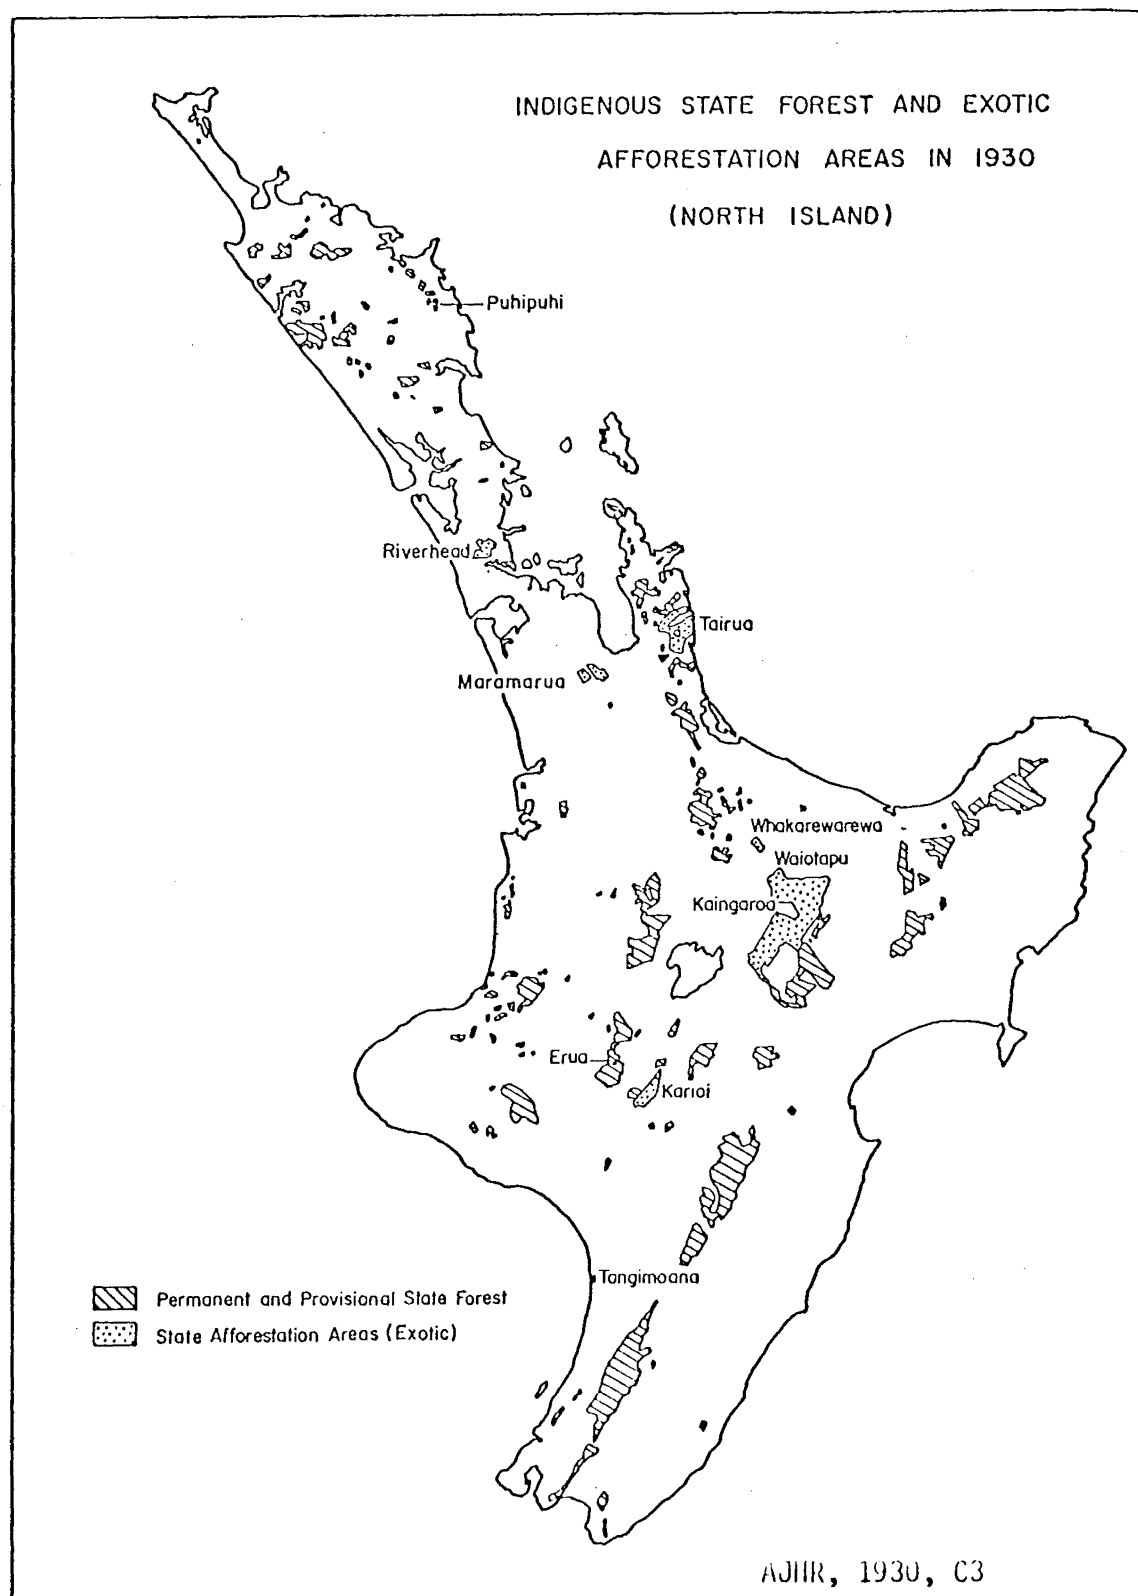 INDIGENOUS STATE FOREST AND EXOTIC
AFFORESTATION AREAS IN 1930
(NORTH ISLAND)
Puhipuhi
Riverhead
Tairua
Maramarua
Whakarewarewa
Waiotapu
Kaingaroa
Erua
Karioi
Tangimoana
Permanent and Provisional State Forest
State Afforestation Areas (Exotic)
AJHR, 1930, C3